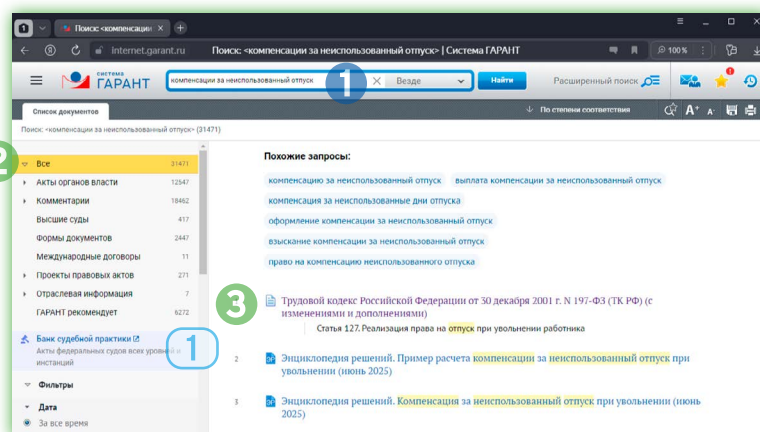 1 Поиск: «компенсации
internet.garant.ru Поиск: «компенсации за неиспользованный отпуск» | Система ГАРАНТ 100 %
СИСТЕМА
ГАРАНТ
компенсации за неиспользованный отпуск 1 Везде Найти Расширенный поиск
Список документов По степени соответствия A+ A-
Поиск: «компенсации за неиспользованный отпуск» (31471)
2
Все 31471
Акты органов власти 12547
Комментарии 18462
Высшие суды 417
Формы документов 2447
Международные договоры 11
Проекты правовых актов 271
Отраслевая информация 7
ГАРАНТ рекомендует 6272
Банк судебной практики
Акты федеральных судов всех уровней и
инстанций
1
Фильтры
Дата
За все время
Похожие запросы:
компенсацию за неиспользованный отпуск выплата компенсации за неиспользованный отпуск
компенсация за неиспользованные дни отпуска
оформление компенсации за неиспользованный отпуск
взыскание компенсации за неиспользованный отпуск
право на компенсацию неиспользованного отпуска
3
Трудовой кодекс Российской Федерации от 30 декабря 2001 г. N 197-ФЗ (ТК РФ) (с
изменениями и дополнениями)
Статья 127. Реализация права на отпуск при увольнении работника
2 Энциклопедия решений. Пример расчета компенсации за неиспользованный отпуск при
увольнении (июнь 2025)
3 Энциклопедия решений. Компенсация за неиспользованный отпуск при увольнении (июнь
2025)